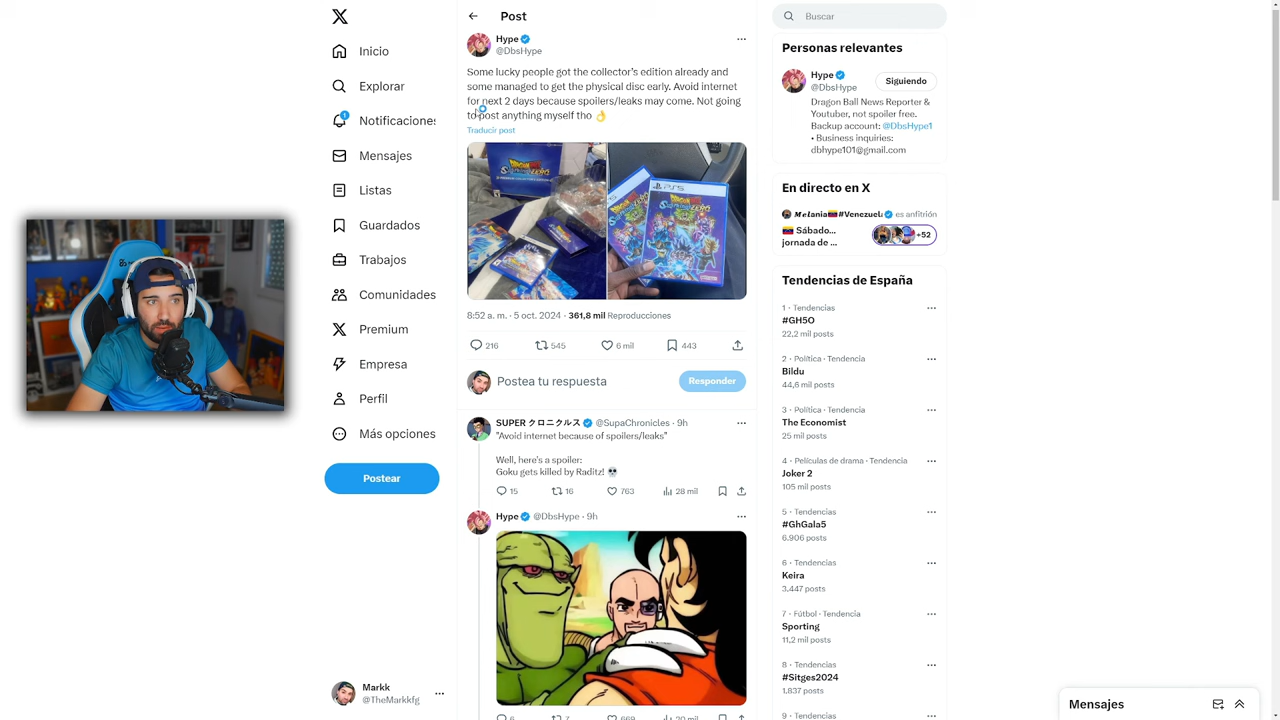 Inicio
Explorar
1
Notificaciones
Mensajes
Listas
Guardados
Trabajos
Comunidades
Premium
Empresa
Perfil
Más opciones
Postear
Markk
@TheMarkkfg
Post
Hype
@DbsHype
Some lucky people got the collector's edition already and
some managed to get the physical disc early. Avoid internet
for next 2 days because spoilers/leaks may come. Not going
to post anything myself tho 👌
Traducir post
PS5
8:52 a. m. · 5 oct. 2024 · 361,8 mil Reproducciones
216 545 6 mil 443
Postea tu respuesta
Responder
SUPER クロニクルス @SupaChronicles · 9h
"Avoid internet because of spoilers/leaks"
Well, here's a spoiler:
Goku gets killed by Raditz! 💀
15 16 763 28 mil
Hype @DbsHype · 9h
6 7 669 20 mil
Buscar
Personas relevantes
Hype
@DbsHype
Siguiendo
Dragon Ball News Reporter &
Youtuber, not spoiler free.
Backup account: @DbsHype1
• Business inquiries:
dbhype101@gmail.com
En directo en X
Melania🇻🇪#Venezuela es anfitrión
🇻🇪 Sábado...
jornada de ...
+52
Tendencias de España
1 · Tendencias
#GH5O
22,2 mil posts
2 · Política · Tendencia
Bildu
44,6 mil posts
3 · Política · Tendencia
The Economist
25 mil posts
4 · Películas de drama · Tendencia
Joker 2
105 mil posts
5 · Tendencias
#GhGala5
6.906 posts
6 · Tendencias
Keira
3.447 posts
7 · Fútbol · Tendencia
Sporting
11,2 mil posts
8 · Tendencias
#Sitges2024
1.837 posts
9 · Tendencias
Mensajes